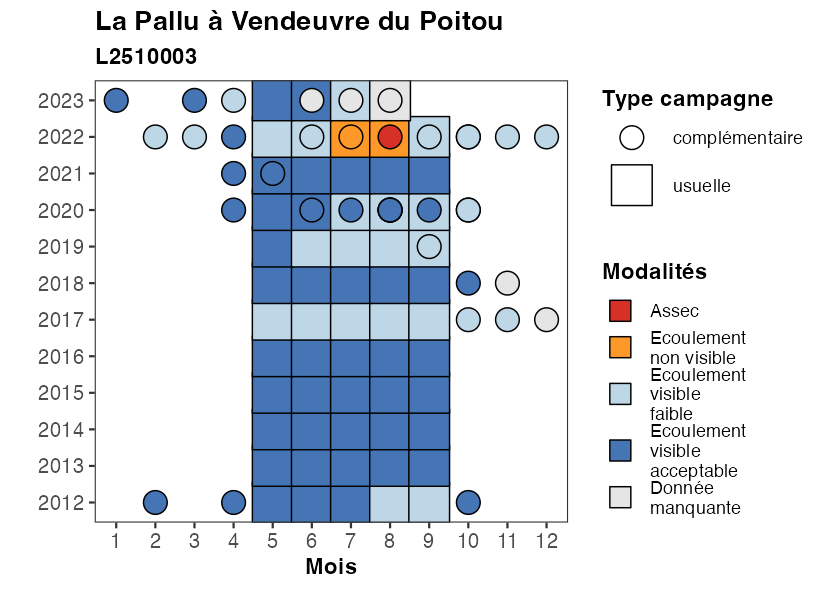 La Pallu à Vendeuvre du Poitou
L2510003
2023
2022
2021
2020
2019
2018
2017
2016
2015
2014
2013
2012
1 2 3 4 5 6 7 8 9 10 11 12
Mois
Type campagne
complémentaire
usuelle
Modalités
Assec
Ecoulement
non visible
Ecoulement
visible
faible
Ecoulement
visible
acceptable
Donnée
manquante